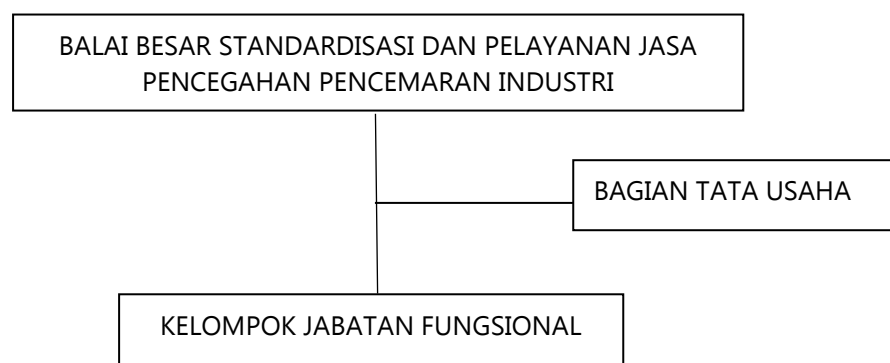 BALAI BESAR STANDARDISASI DAN PELAYANAN JASA
PENCEGAHAN PENCEMARAN INDUSTRI
BAGIAN TATA USAHA
KELOMPOK JABATAN FUNGSIONAL